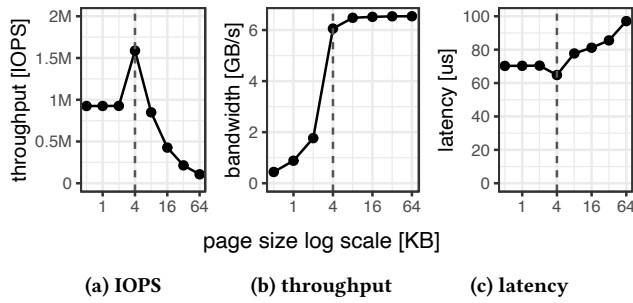 throughput [IOPS]
2M
1M
0.5M
0
1
4
16
64
bandwidth [GB/s]
6
4
2
0
1
4
16
64
latency [us]
100
80
60
40
20
0
1
4
16
64
page size log scale [KB]
(a) IOPS
(b) throughput
(c) latency